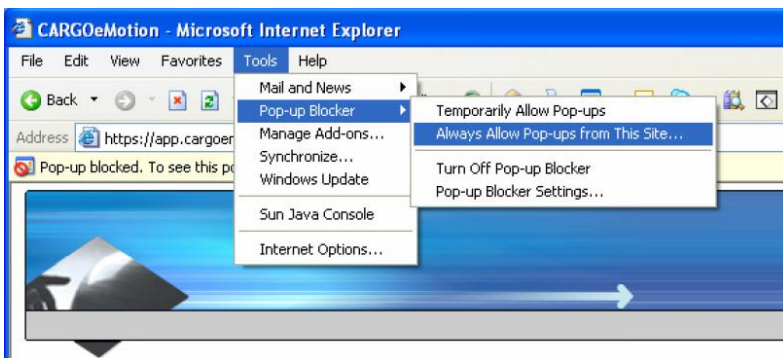 CARGOeMotion - Microsoft Internet Explorer
File Edit View Favorites Tools Help
Back
Mail and News
Pop-up Blocker
Manage Add-ons...
Synchronize...
Windows Update
Sun Java Console
Internet Options...
Temporarily Allow Pop-ups
Always Allow Pop-ups from This Site...
Turn Off Pop-up Blocker
Pop-up Blocker Settings...
Address https://app.cargoe
Pop-up blocked. To see this